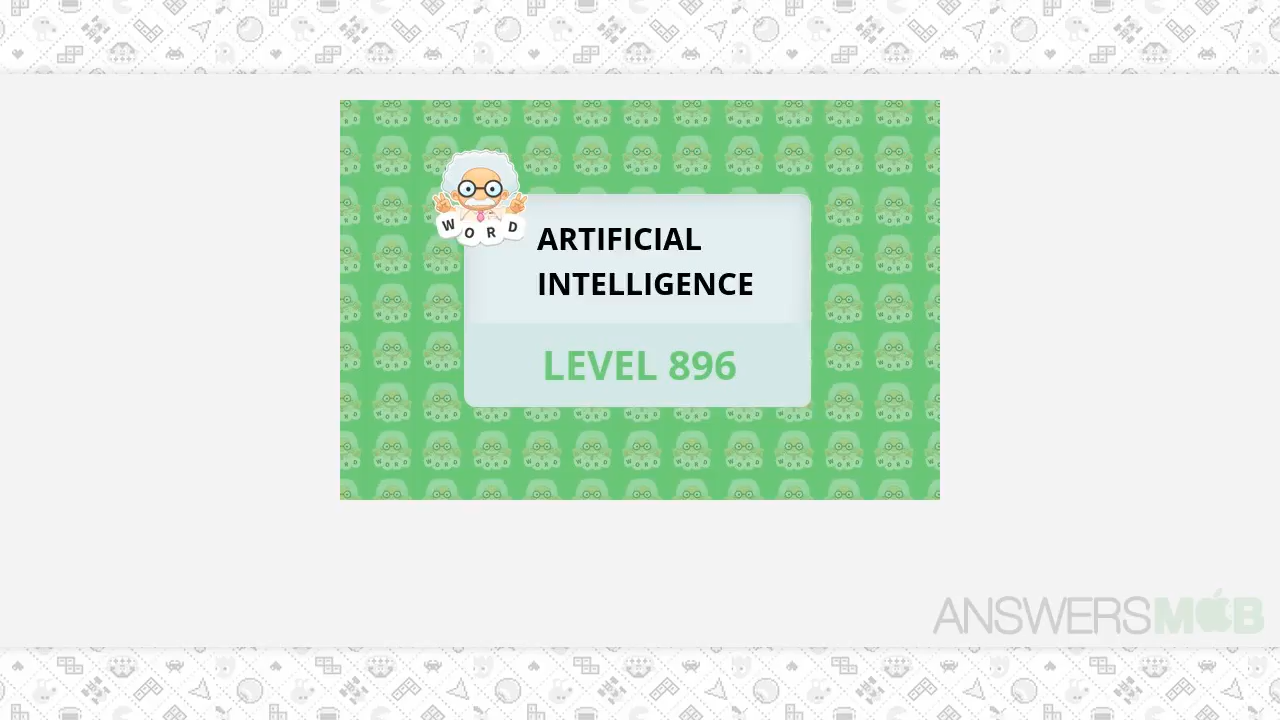 W O R D
ARTIFICIAL
INTELLIGENCE
LEVEL 896
ANSWERSMOB